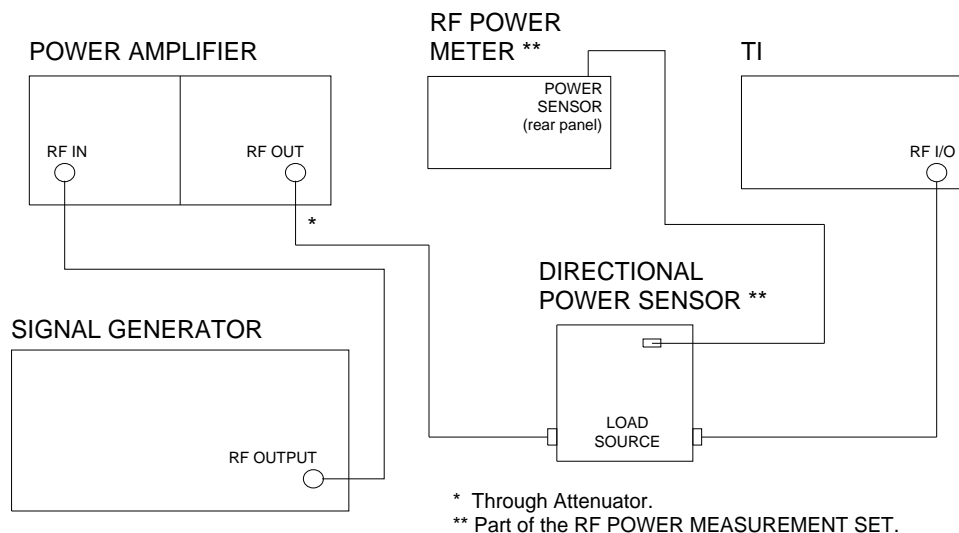 RF POWER
METER **
POWER AMPLIFIER
TI
POWER
SENSOR
(rear panel)
RF IN
RF OUT
RF I/O
*
DIRECTIONAL
POWER SENSOR **
SIGNAL GENERATOR
LOAD
SOURCE
RF OUTPUT
* Through Attenuator.
** Part of the RF POWER MEASUREMENT SET.